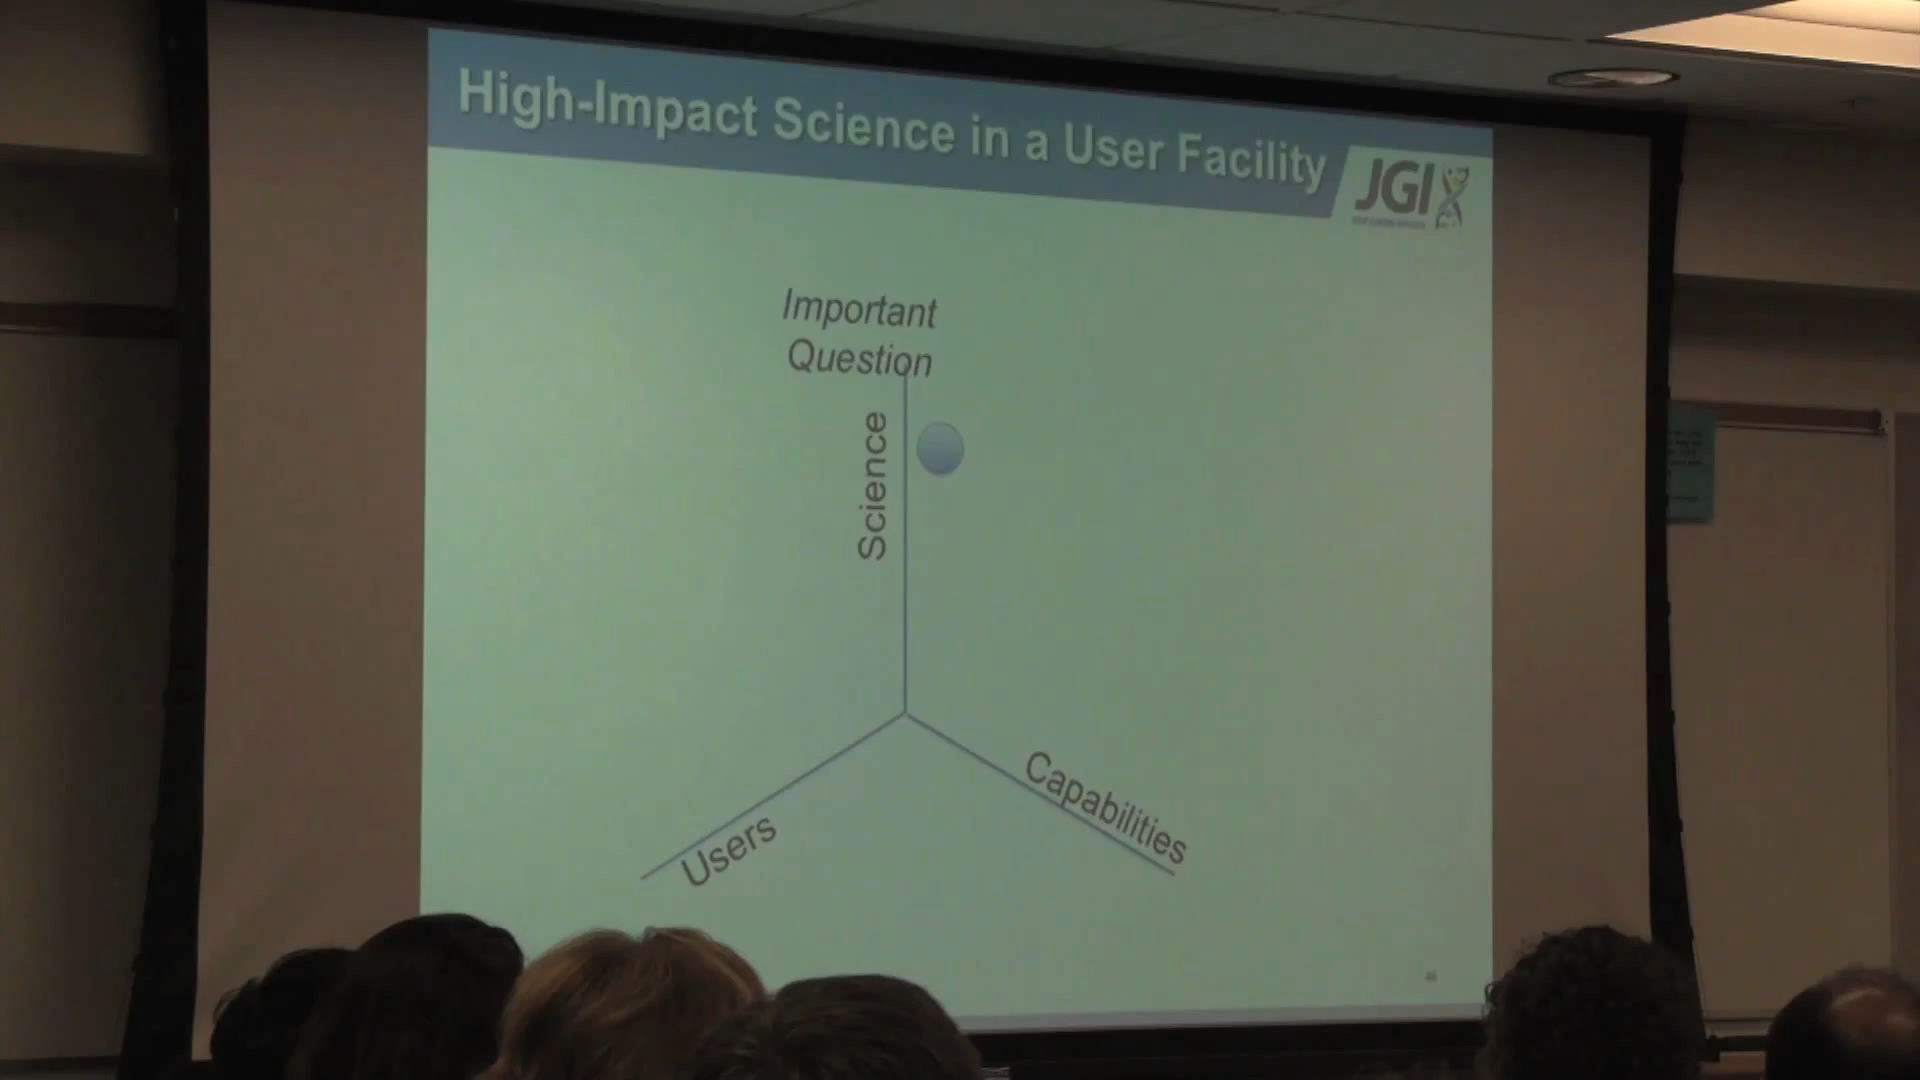 High-Impact Science in a User Facility
JGI
Important
Question
Science
Users
Capabilities